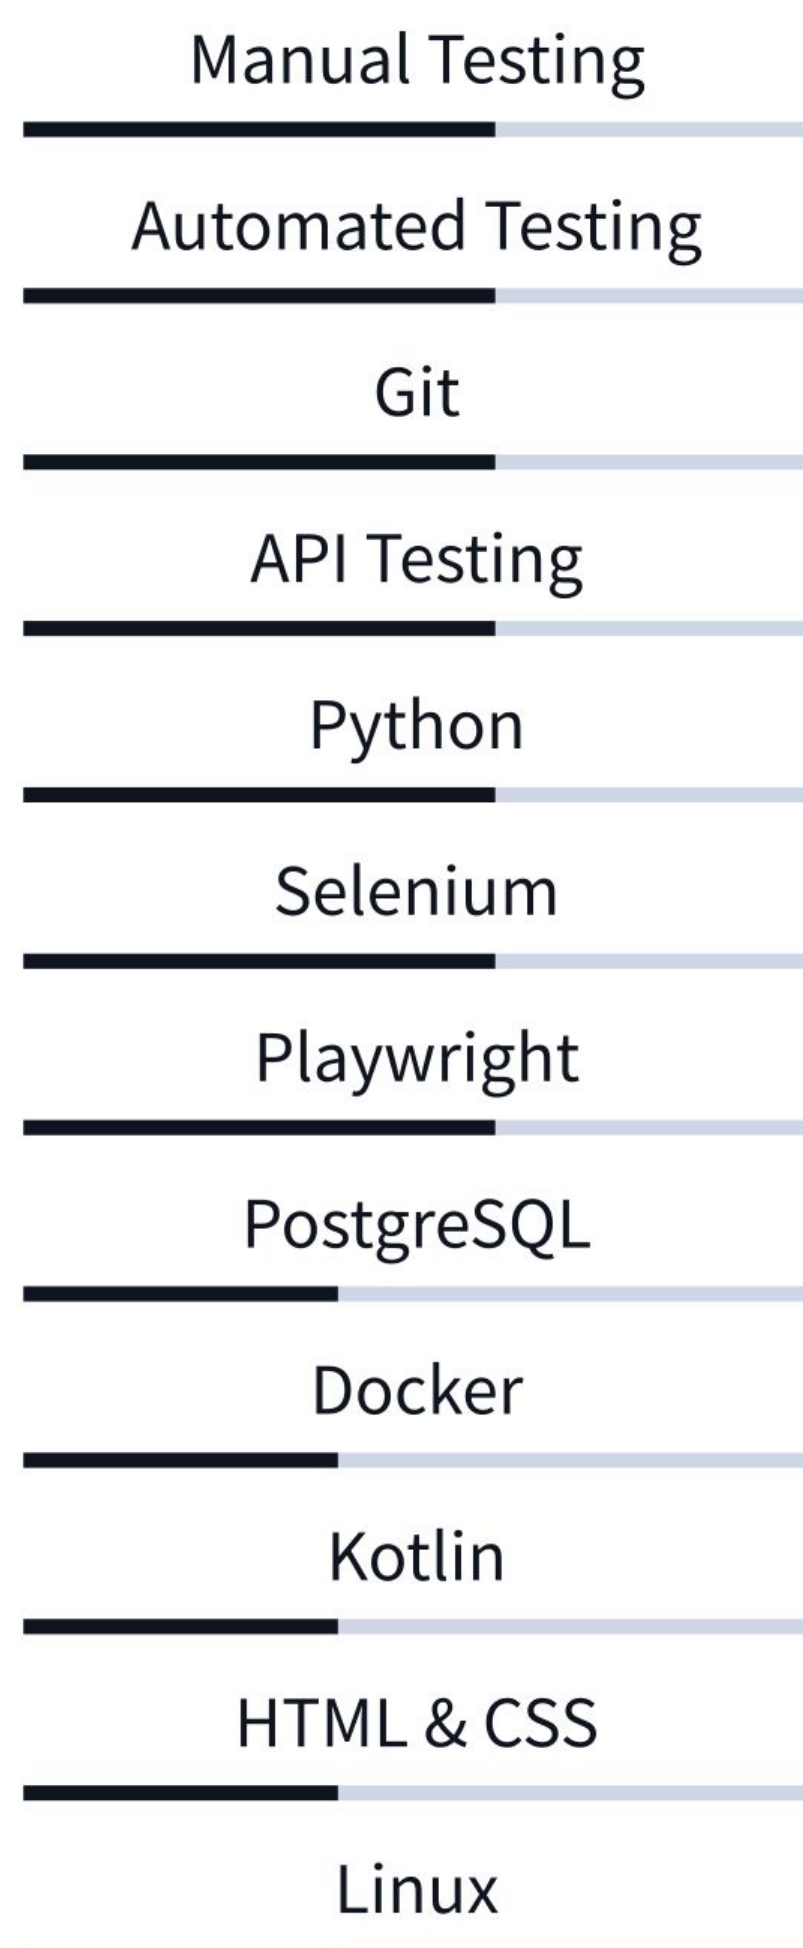 Manual Testing
Automated Testing
Git
API Testing
Python
Selenium
Playwright
PostgreSQL
Docker
Kotlin
HTML & CSS
Linux